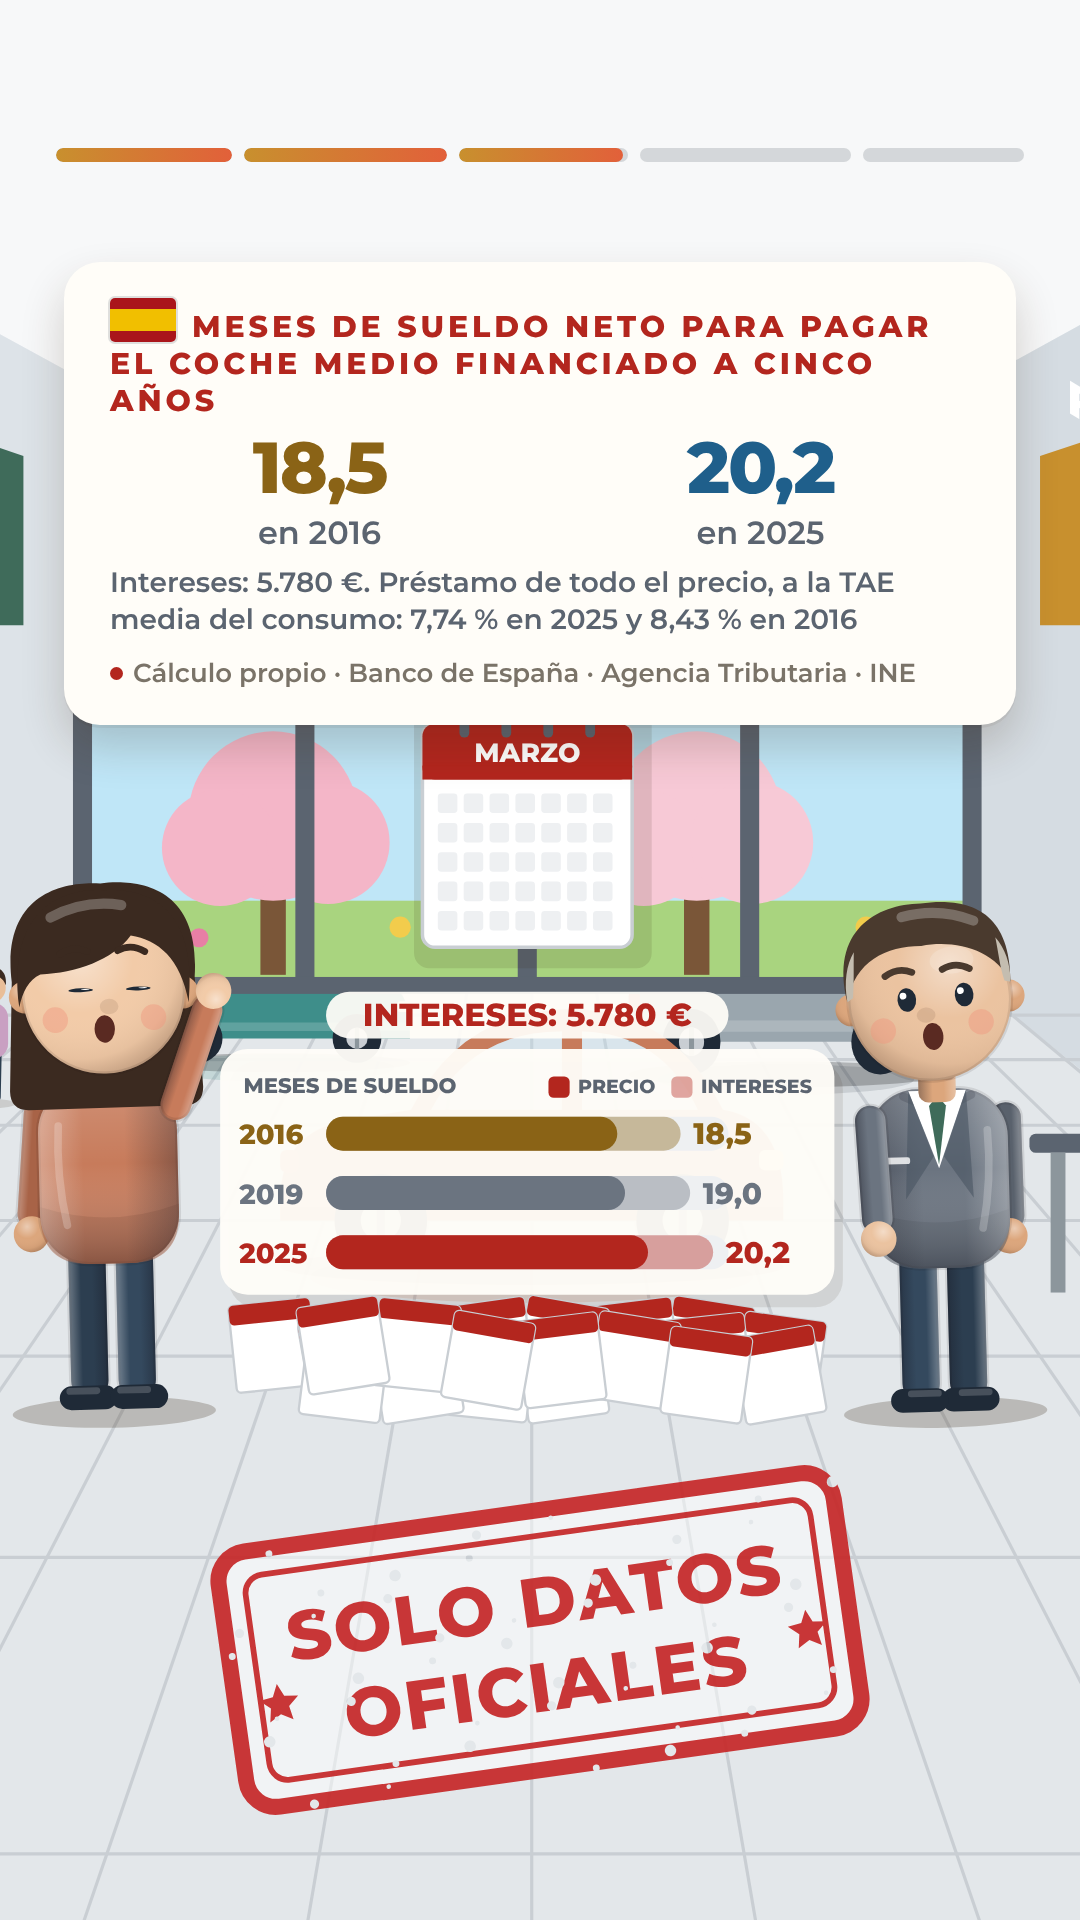 MESES DE SUELDO NETO PARA PAGAR
EL COCHE MEDIO FINANCIADO A CINCO
AÑOS
18,5
20,2
en 2016
en 2025
Intereses: 5.780 €. Préstamo de todo el precio, a la TAE
media del consumo: 7,74 % en 2025 y 8,43 % en 2016
Cálculo propio · Banco de España · Agencia Tributaria · INE
MARZO
INTERESES: 5.780 €
MESES DE SUELDO
PRECIO
INTERESES
2016
18,5
2019
19,0
2025
20,2
SOLO DATOS
OFICIALES